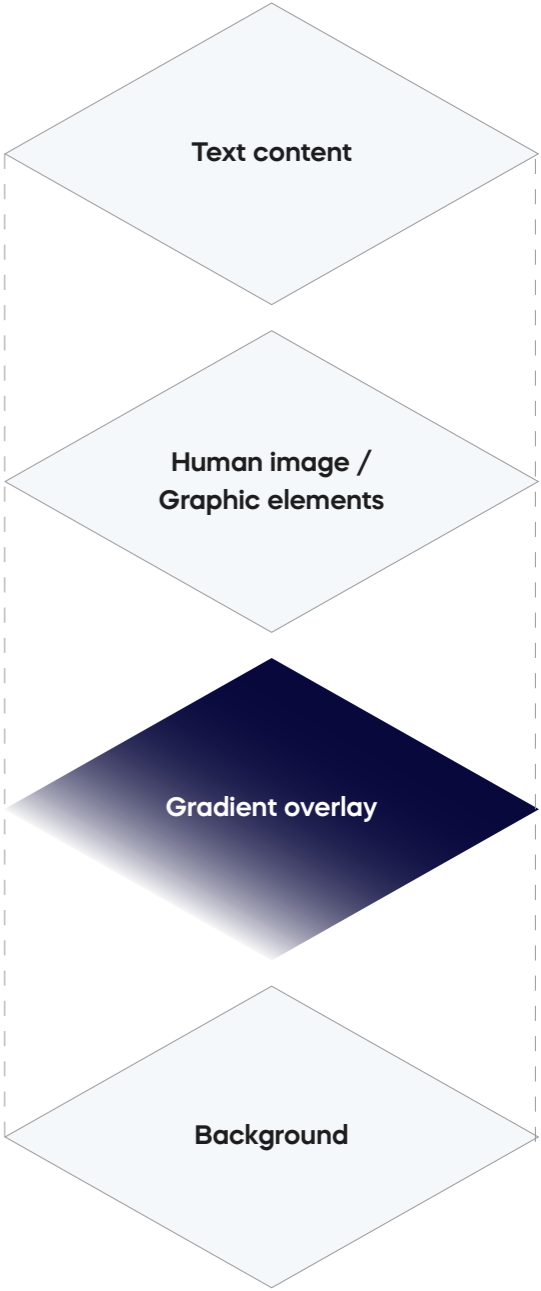 Text content
Human image /
Graphic elements
Gradient overlay
Background